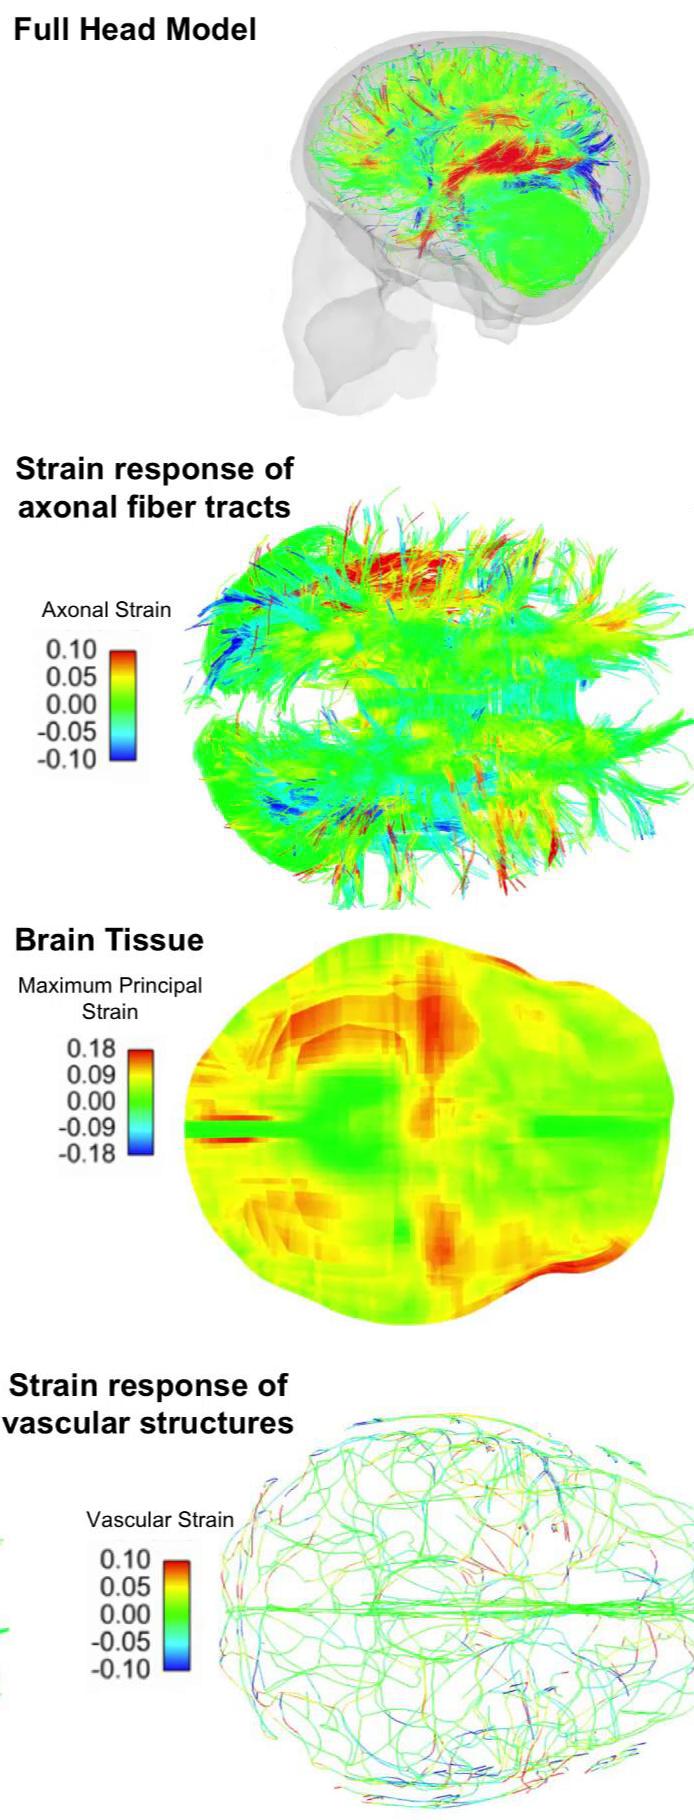 Full Head Model
Strain response of
axonal fiber tracts
Axonal Strain
0.10
0.05
0.00
-0.05
-0.10
Brain Tissue
Maximum Principal
Strain
0.18
0.09
0.00
-0.09
-0.18
Strain response of
vascular structures
Vascular Strain
0.10
0.05
0.00
-0.05
-0.10